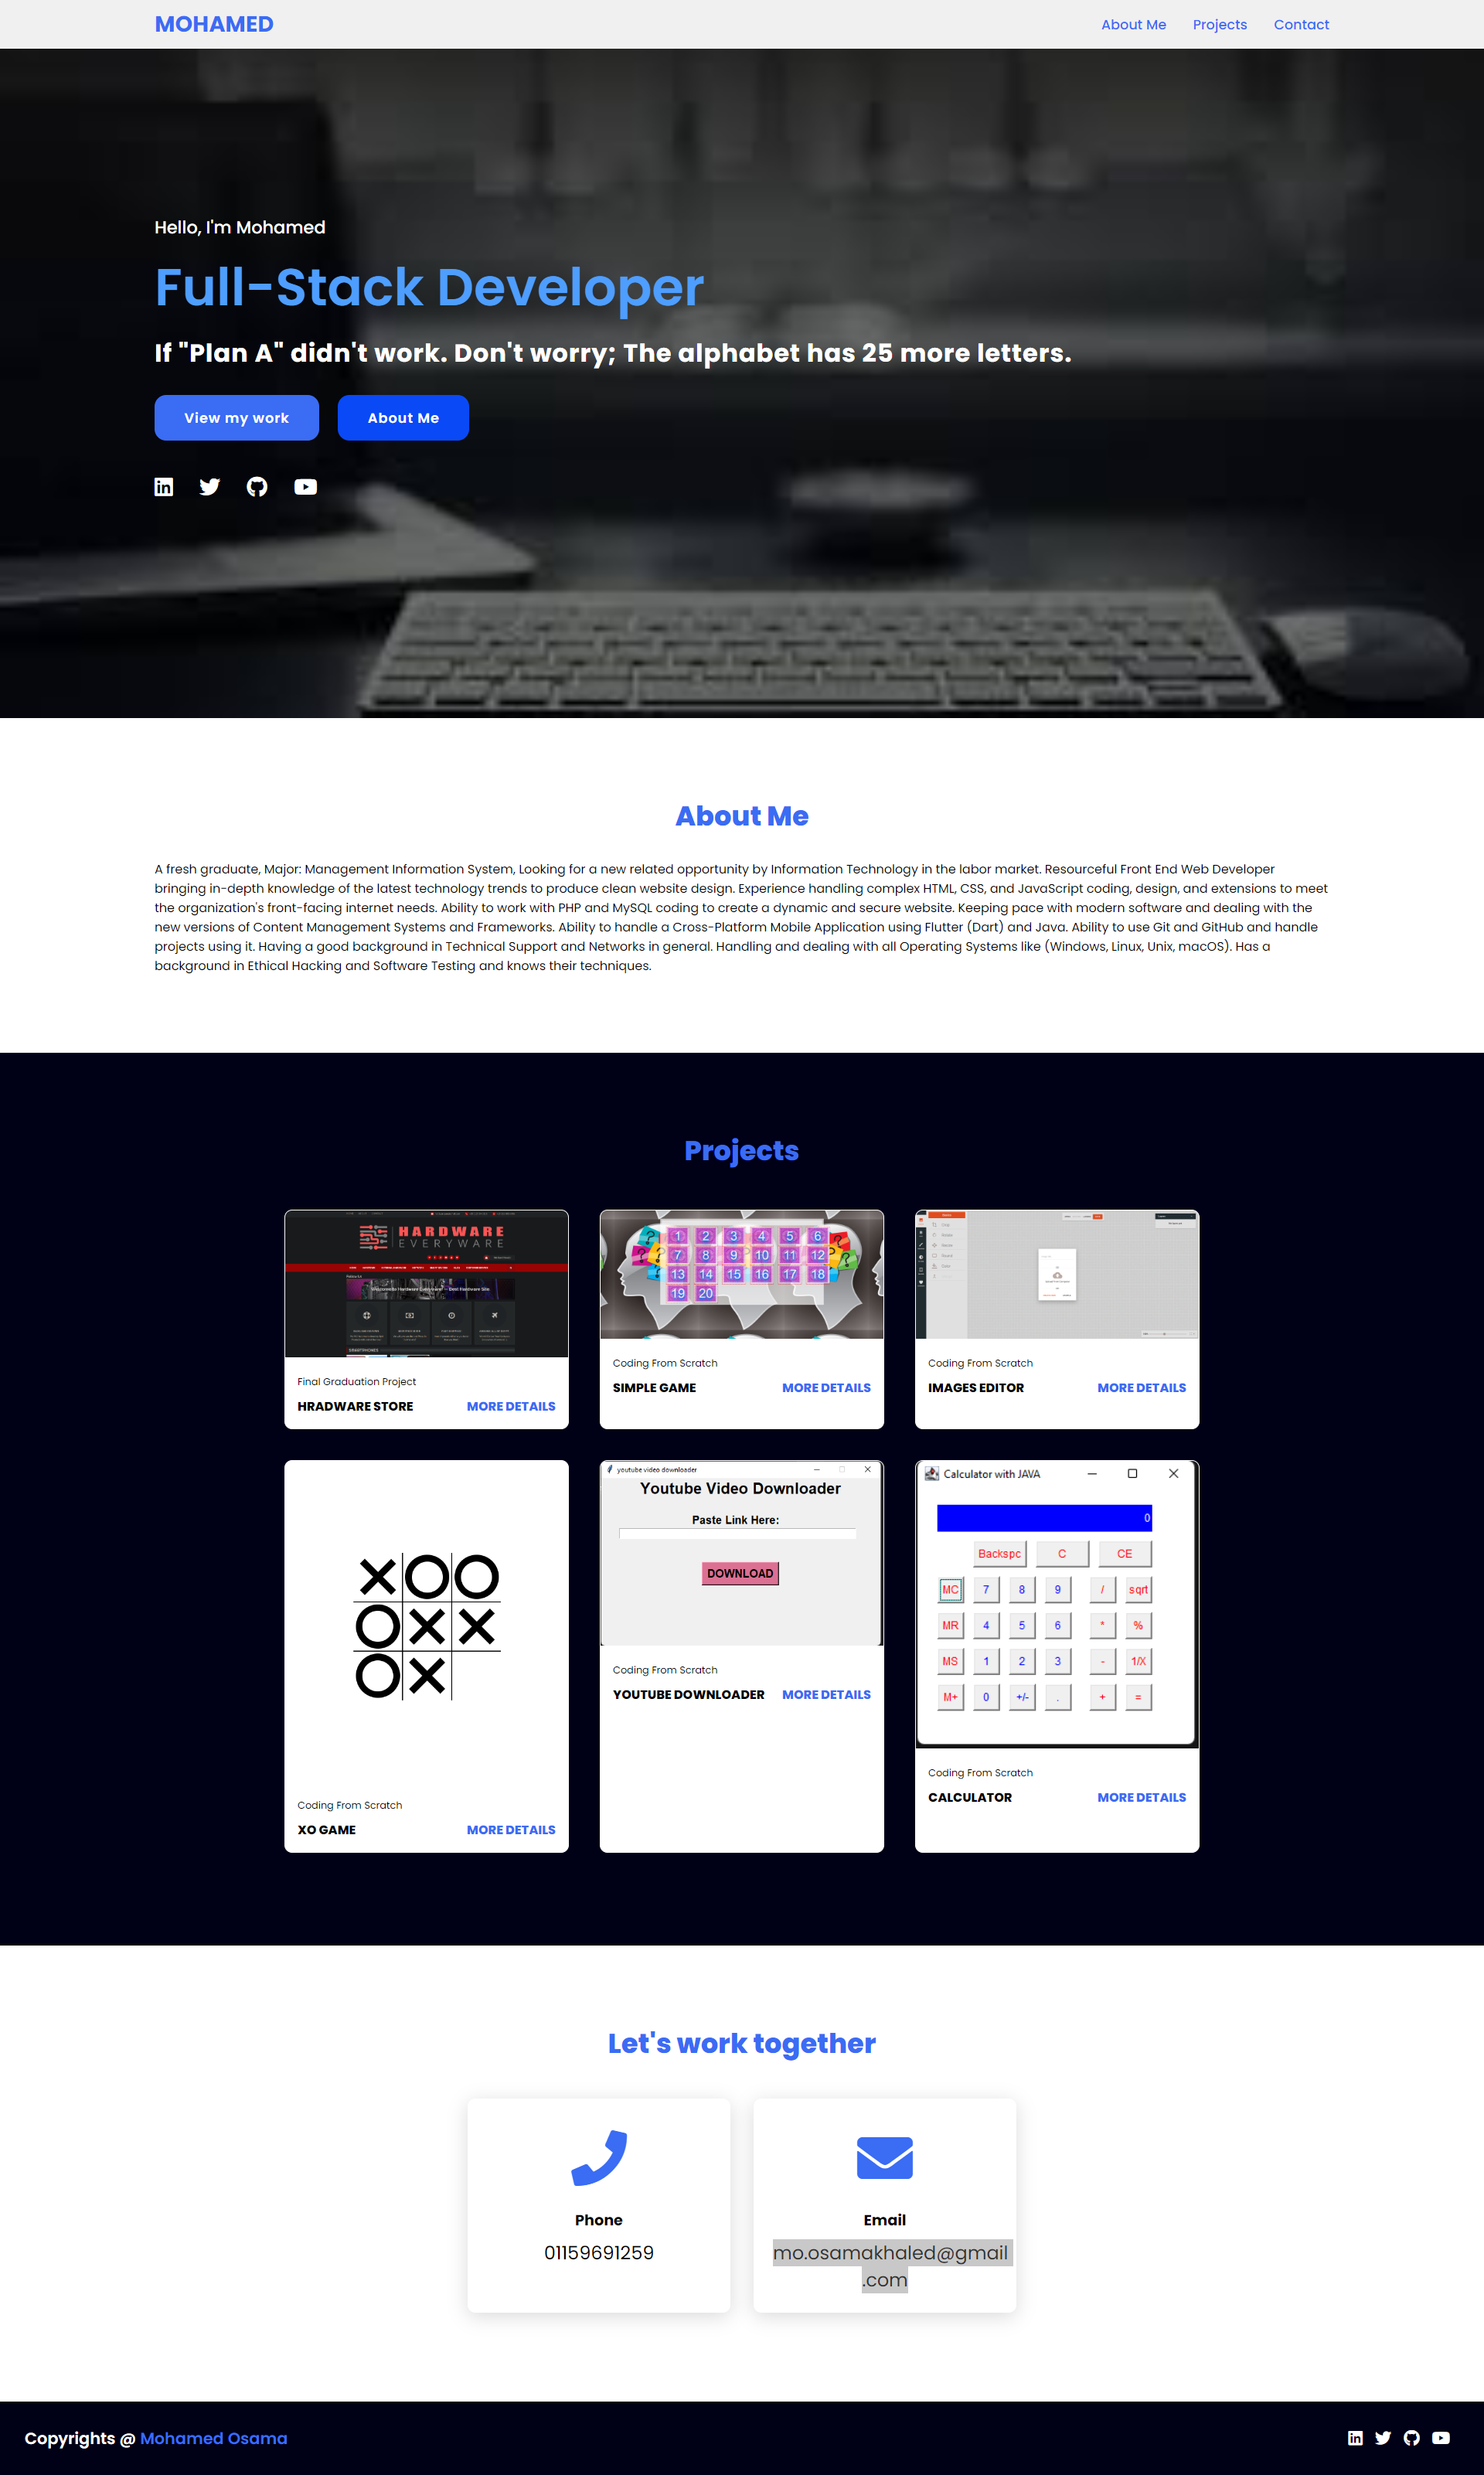 MOHAMED
About Me Projects Contact
Hello, I'm Mohamed
Full-Stack Developer
If "Plan A" didn't work. Don't worry; The alphabet has 25 more letters.
View my work About Me
About Me
A fresh graduate, Major: Management Information System, Looking for a new related opportunity by Information Technology in the labor market. Resourceful Front End Web Developer
bringing in-depth knowledge of the latest technology trends to produce clean website design. Experience handling complex HTML, CSS, and JavaScript coding, design, and extensions to meet
the organization's front-facing internet needs. Ability to work with PHP and MySQL coding to create a dynamic and secure website. Keeping pace with modern software and dealing with the
new versions of Content Management Systems and Frameworks. Ability to handle a Cross-Platform Mobile Application using Flutter (Dart) and Java. Ability to use Git and GitHub and handle
projects using it. Having a good background in Technical Support and Networks in general. Handling and dealing with all Operating Systems like (Windows, Linux, Unix, macOS). Has a
background in Ethical Hacking and Software Testing and knows their techniques.
Projects
HARDWARE
EVERYWARE
Final Graduation Project
HRADWARE STORE MORE DETAILS
1 2 3 4 5 6
7 8 9 10 11 12
13 14 15 16 17 18
19 20
Coding From Scratch
SIMPLE GAME MORE DETAILS
Coding From Scratch
IMAGES EDITOR MORE DETAILS
Coding From Scratch
XO GAME MORE DETAILS
youtube video downloader
Youtube Video Downloader
Paste Link Here:
DOWNLOAD
Coding From Scratch
YOUTUBE DOWNLOADER MORE DETAILS
Calculator with JAVA
0
Backspc C CE
MC 7 8 9 / sqrt
MR 4 5 6 * %
MS 1 2 3 - 1/X
M+ 0 +/- . + =
Coding From Scratch
CALCULATOR MORE DETAILS
Let's work together
Phone
01159691259
Email
mo.osamakhaled@gmail
.com
Copyrights @ Mohamed Osama